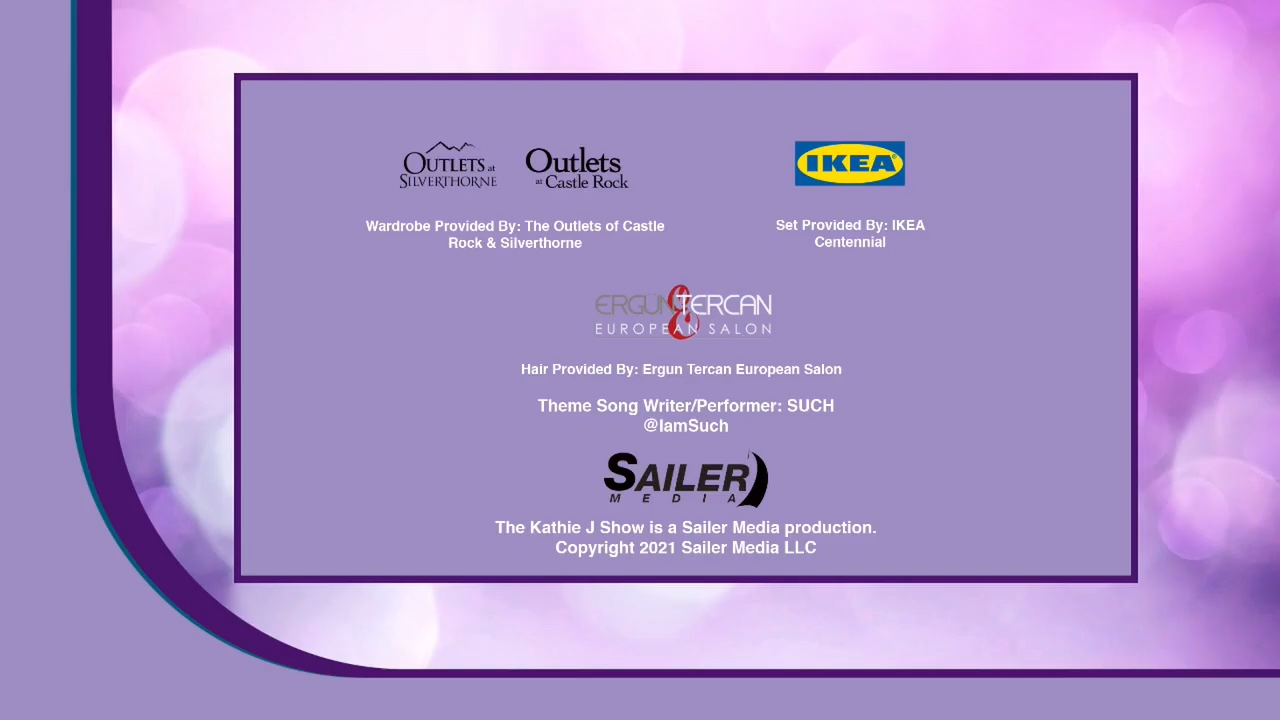 OUTLETS at
SILVERTHORNE
Outlets
at Castle Rock
IKEA®
Wardrobe Provided By: The Outlets of Castle
Rock & Silverthorne
Set Provided By: IKEA
Centennial
ERGUN TERCAN
EUROPEAN SALON
Hair Provided By: Ergun Tercan European Salon
Theme Song Writer/Performer: SUCH
@IamSuch
SAILER
MEDIA
The Kathie J Show is a Sailer Media production.
Copyright 2021 Sailer Media LLC